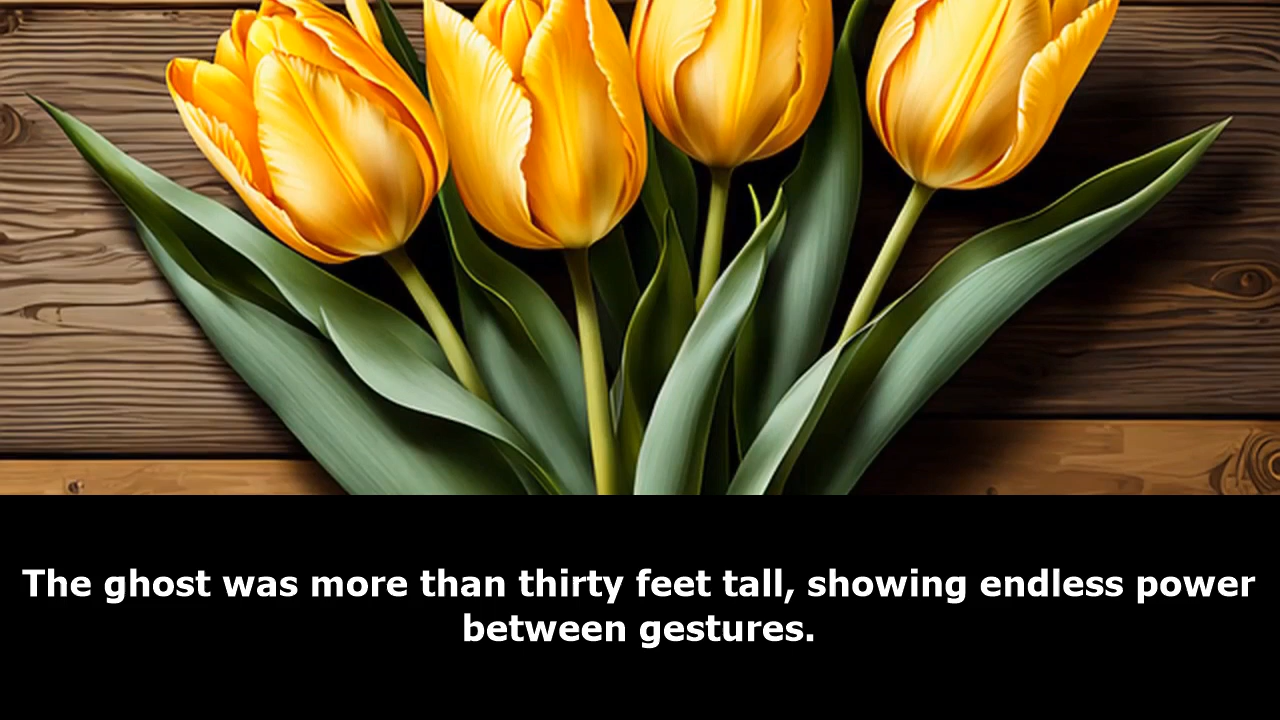 The ghost was more than thirty feet tall, showing endless power
between gestures.